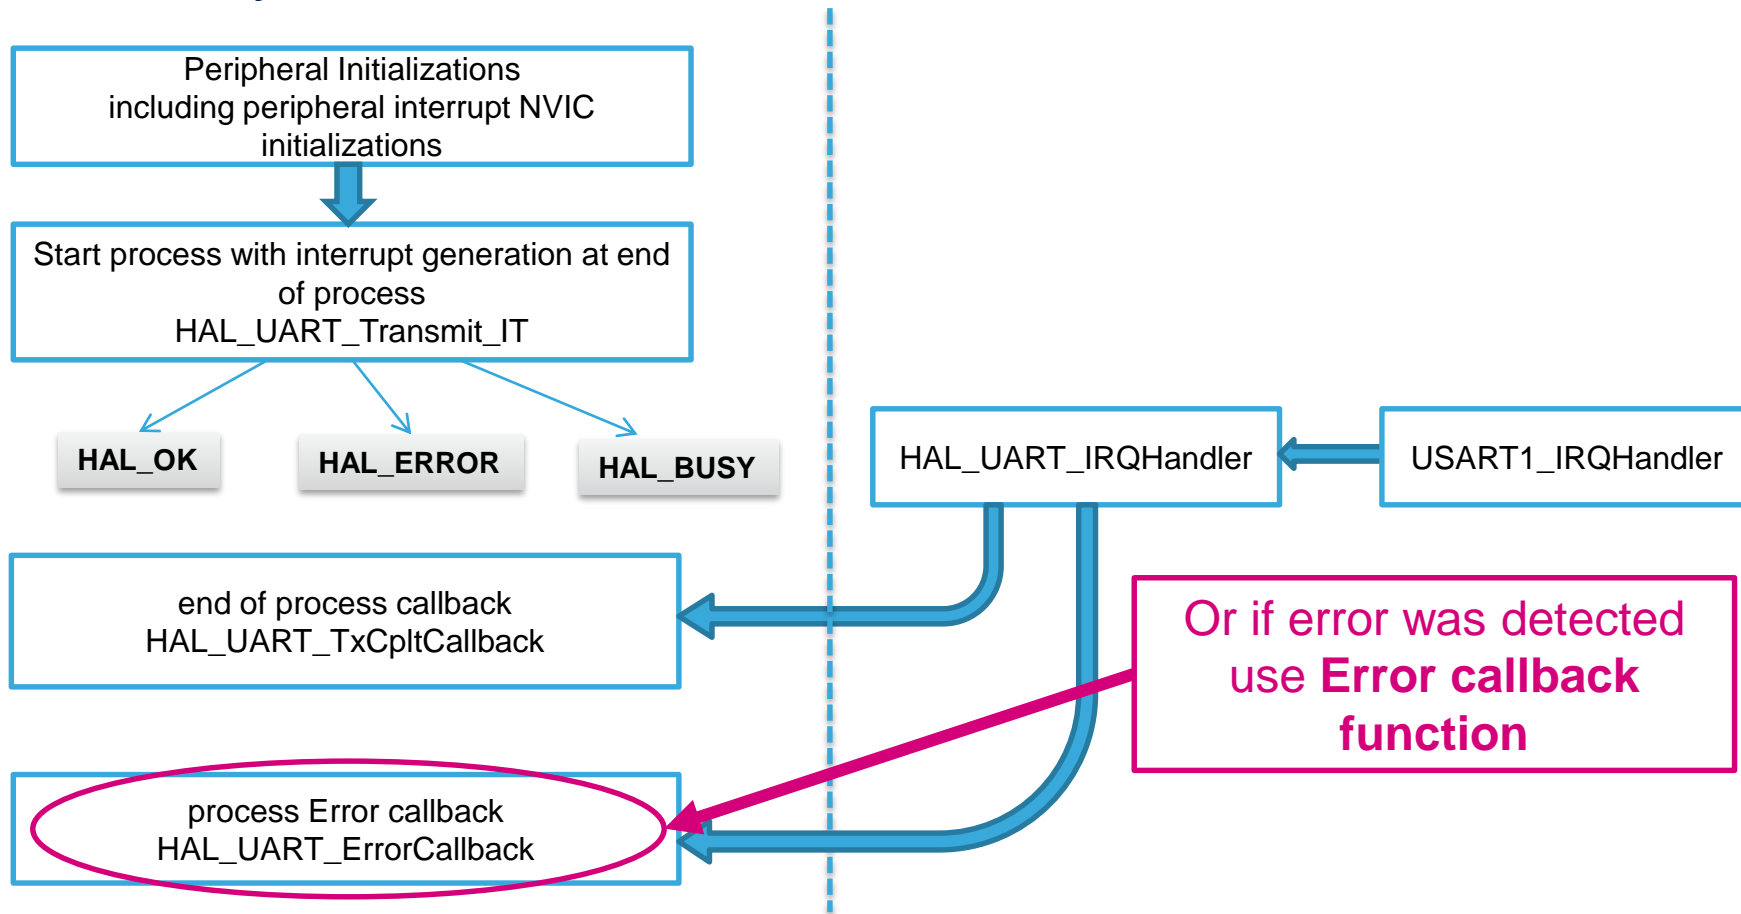 Peripheral Initializations
including peripheral interrupt NVIC
initializations
Start process with interrupt generation at end
of process
HAL_UART_Transmit_IT
HAL_OK
HAL_ERROR
HAL_BUSY
HAL_UART_IRQHandler
USART1_IRQHandler
end of process callback
HAL_UART_TxCpltCallback
Or if error was detected
use Error callback
function
process Error callback
HAL_UART_ErrorCallback